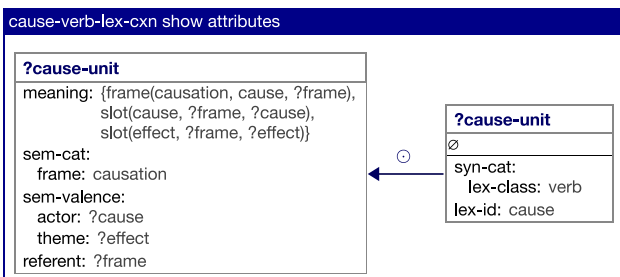 cause-verb-lex-cxn show attributes
?cause-unit
meaning: {frame(causation, cause, ?frame),
slot(cause, ?frame, ?cause),
slot(effect, ?frame, ?effect)}
sem-cat:
frame: causation
sem-valence:
actor: ?cause
theme: ?effect
referent: ?frame
⊙
?cause-unit
∅
syn-cat:
lex-class: verb
lex-id: cause